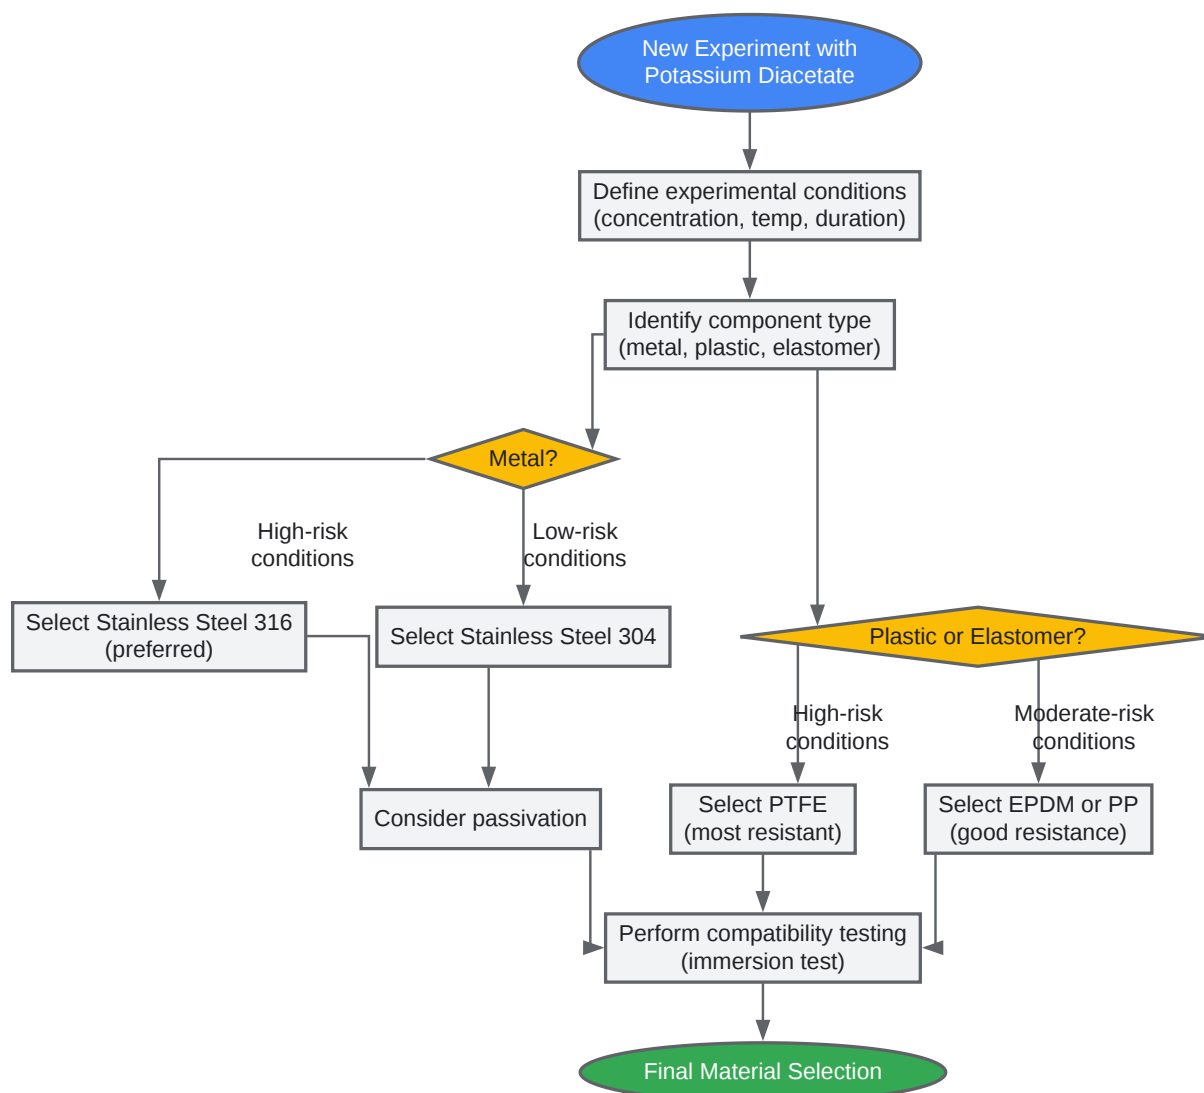 New Experiment with
Potassium Diacetate
Define experimental conditions
(concentration, temp, duration)
Identify component type
(metal, plastic, elastomer)
Metal?
High-risk
conditions
Low-risk
conditions
Select Stainless Steel 316
(preferred)
Select Stainless Steel 304
Plastic or Elastomer?
High-risk
conditions
Moderate-risk
conditions
Consider passivation
Select PTFE
(most resistant)
Select EPDM or PP
(good resistance)
Perform compatibility testing
(immersion test)
Final Material Selection